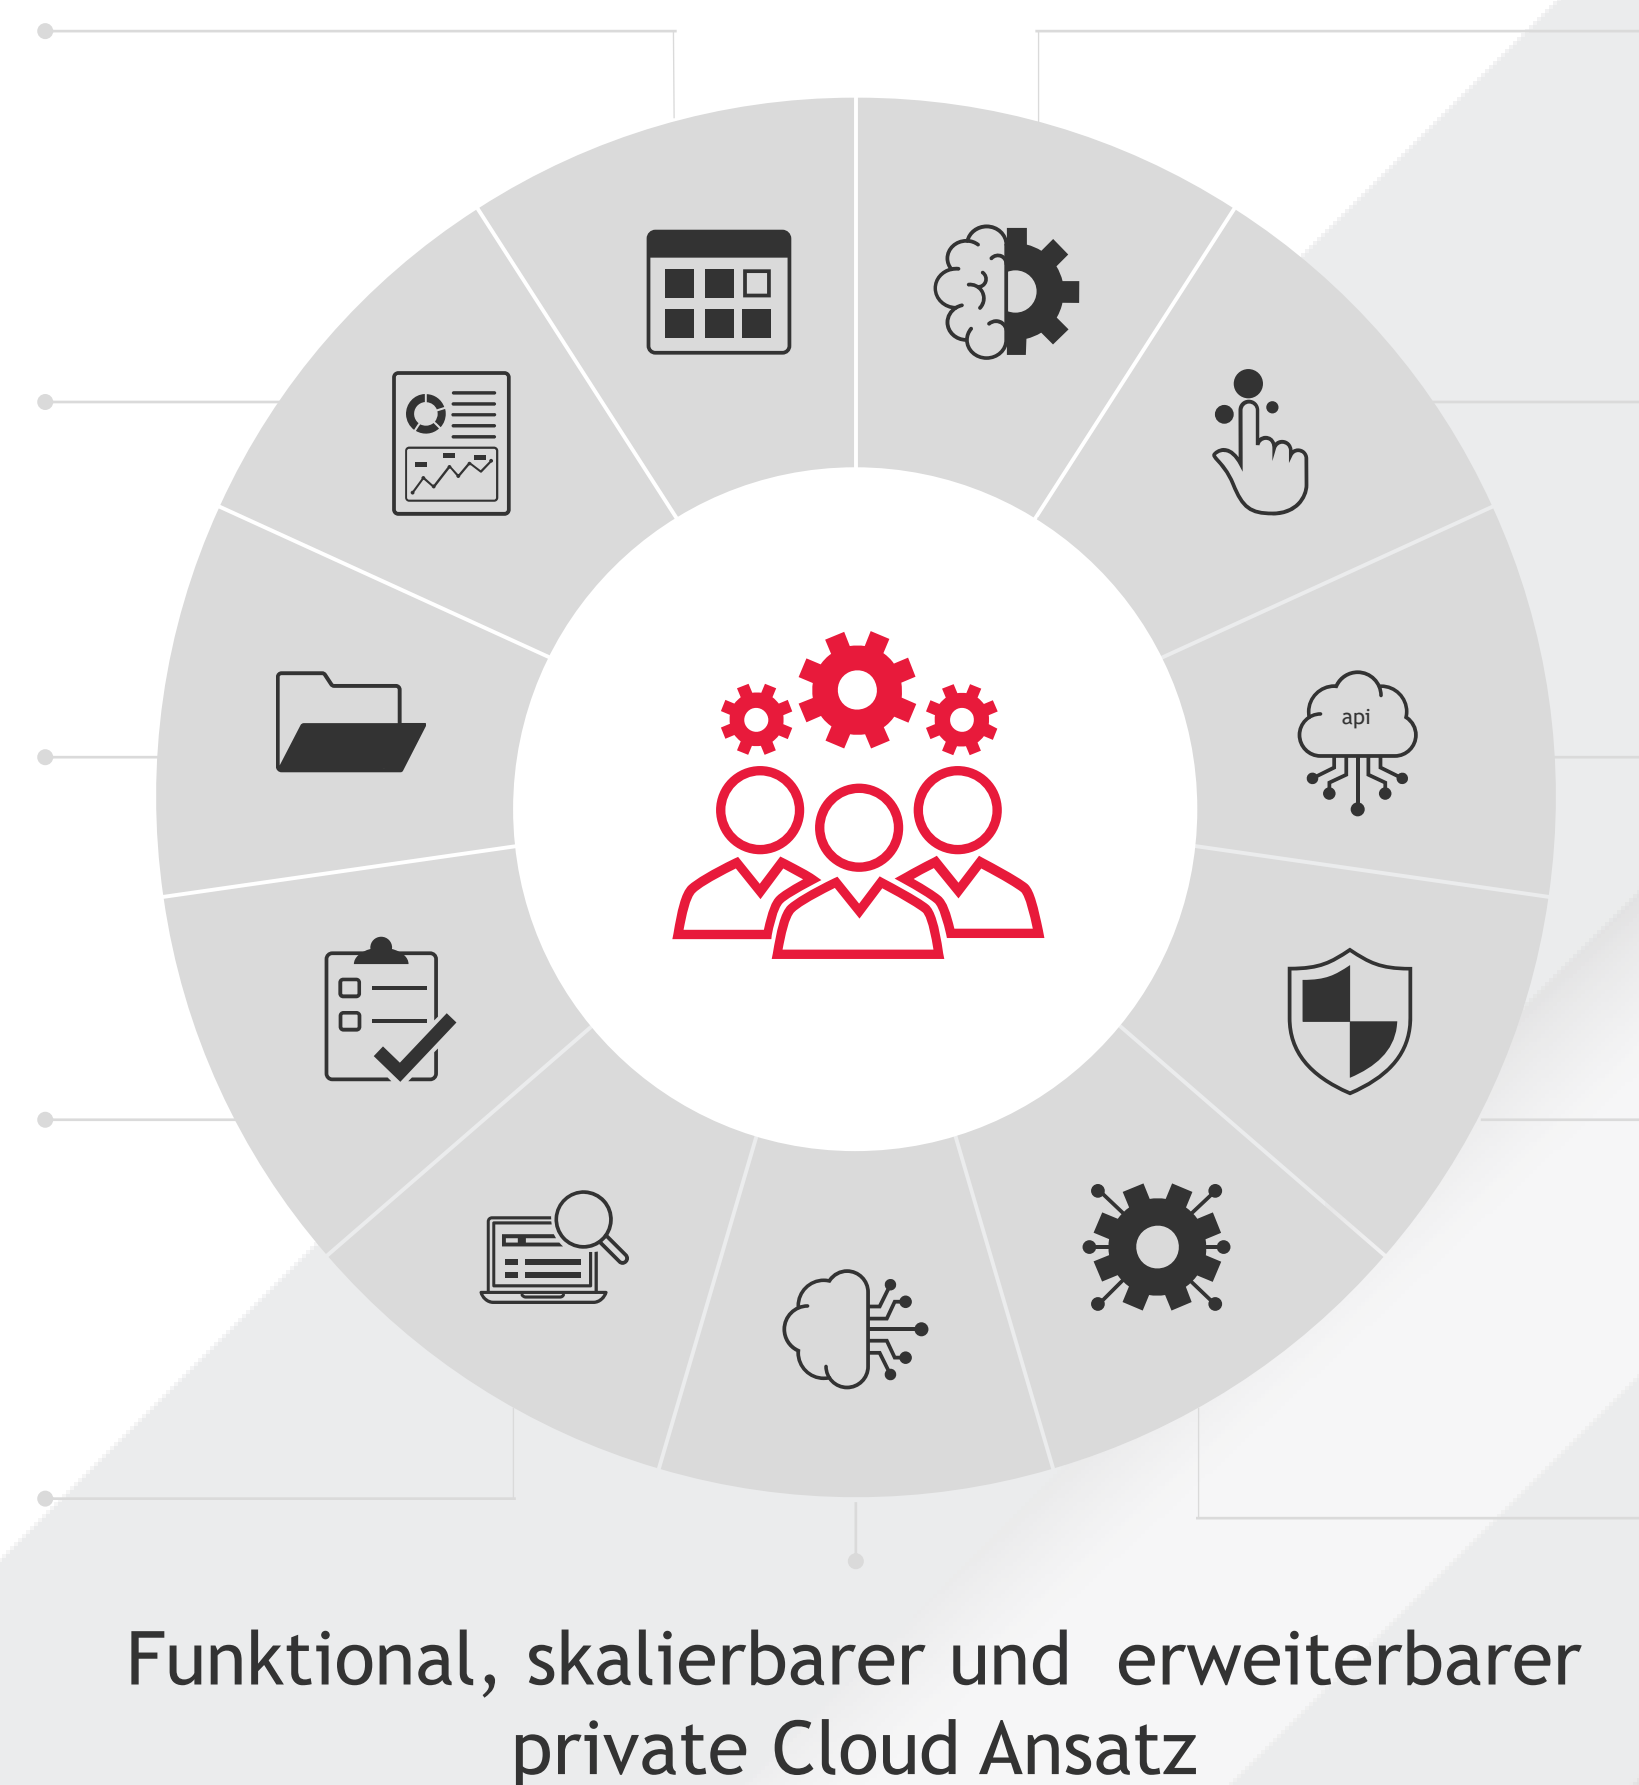 api
Funktional, skalierbarer und  erweiterbarer
private Cloud Ansatz